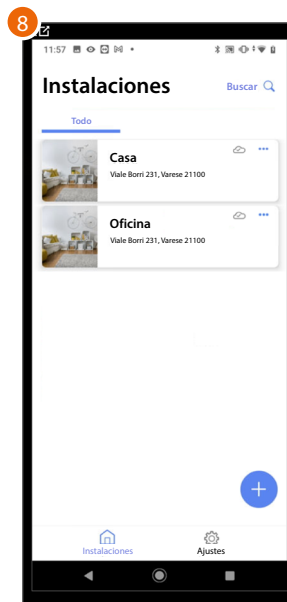 8
11:57
Instalaciones
Buscar
Todo
Casa
Viale Borri 231, Varese 21100
Oficina
Viale Borri 231, Varese 21100
Instalaciones
Ajustes